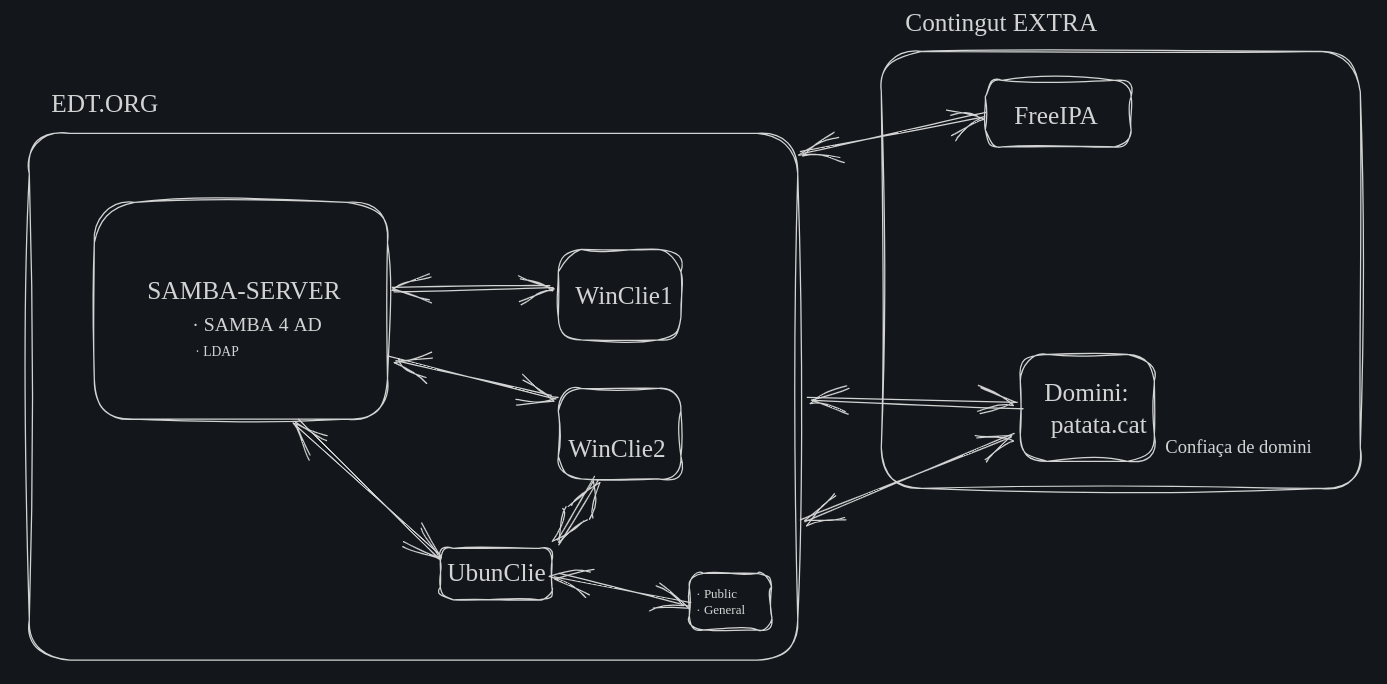 Contingut EXTRA
EDT.ORG
FreeIPA
SAMBA-SERVER
· SAMBA 4 AD
· LDAP
WinClie1
WinClie2
Domini:
patata.cat
Confiaça de domini
UbunClie
· Public
· General